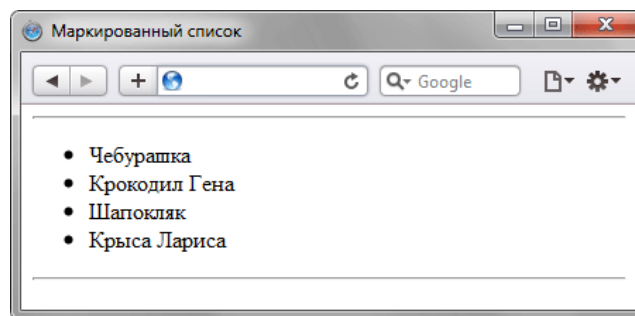 Маркированный список
Google
Чебурашка
Крокодил Гена
Шапокляк
Крыса Лариса